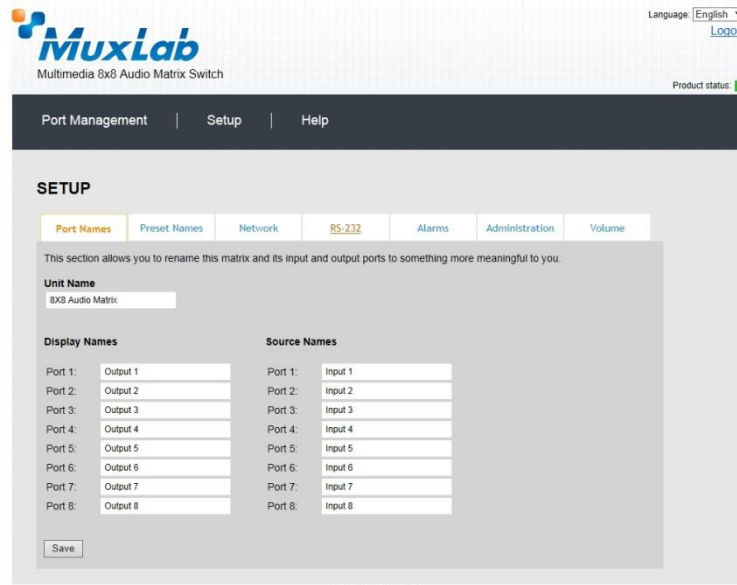 Language: English
Logo
MuxLab
Multimedia 8x8 Audio Matrix Switch
Product status:
Port Management | Setup | Help
SETUP
Port Names Preset Names Network RS-232 Alarms Administration Volume
This section allows you to rename this matrix and its input and output ports to something more meaningful to you.
Unit Name
8X8 Audio Matrix
Display Names Source Names
Port 1: Output 1 Port 1: Input 1
Port 2: Output 2 Port 2: Input 2
Port 3: Output 3 Port 3: Input 3
Port 4: Output 4 Port 4: Input 4
Port 5: Output 5 Port 5: Input 5
Port 6: Output 6 Port 6: Input 6
Port 7: Output 7 Port 7: Input 7
Port 8: Output 8 Port 8: Input 8
Save